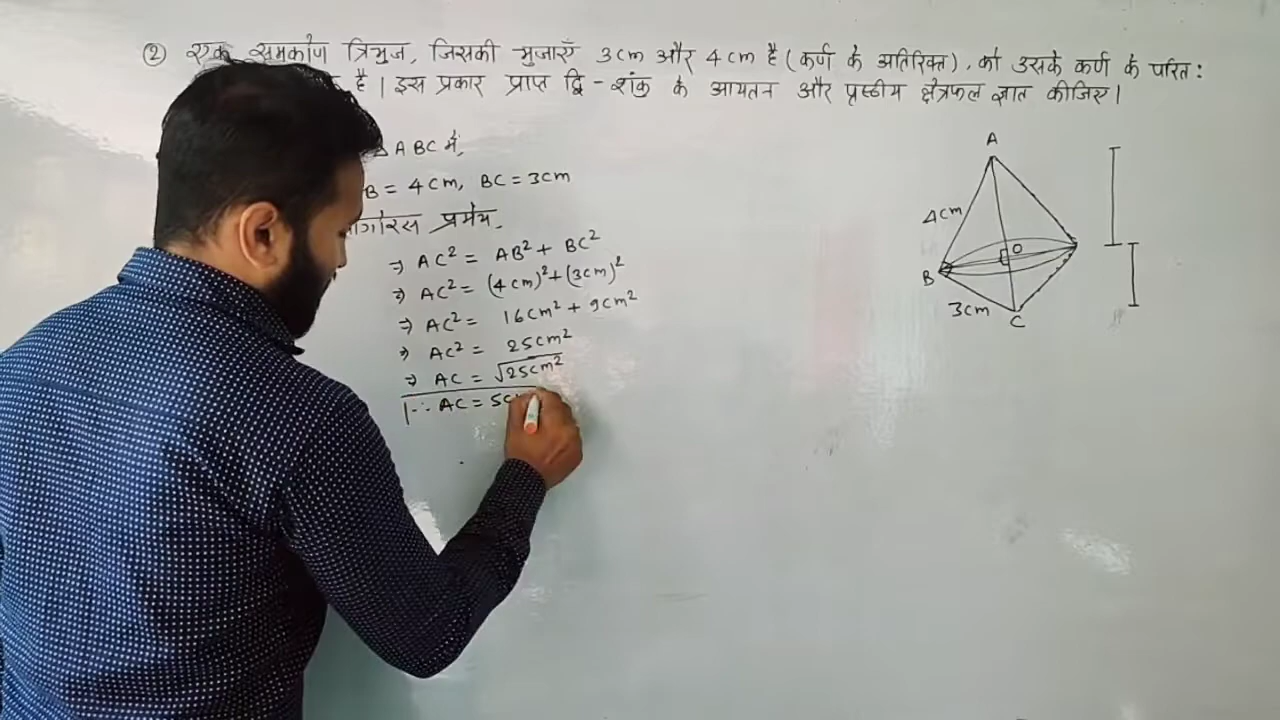 ② एक समकोण त्रिभुज, जिसकी भुजाएँ 3cm और 4cm है (कर्ण के अतिरिक्त), को उसके कर्ण के परित:
है। इस प्रकार प्राप्त द्वि-शंकु के आयतन और पृष्ठीय क्षेत्रफल ज्ञात कीजिए।
ABC में,
B = 4cm, BC = 3cm
प्रमेय,
⇒ AC² = AB² + BC²
⇒ AC² = (4cm)² + (3cm)²
⇒ AC² = 16cm² + 9cm²
⇒ AC² = 25cm²
⇒ AC = √25cm²
∴ AC = 5c
A
4cm
O
B
3cm
C